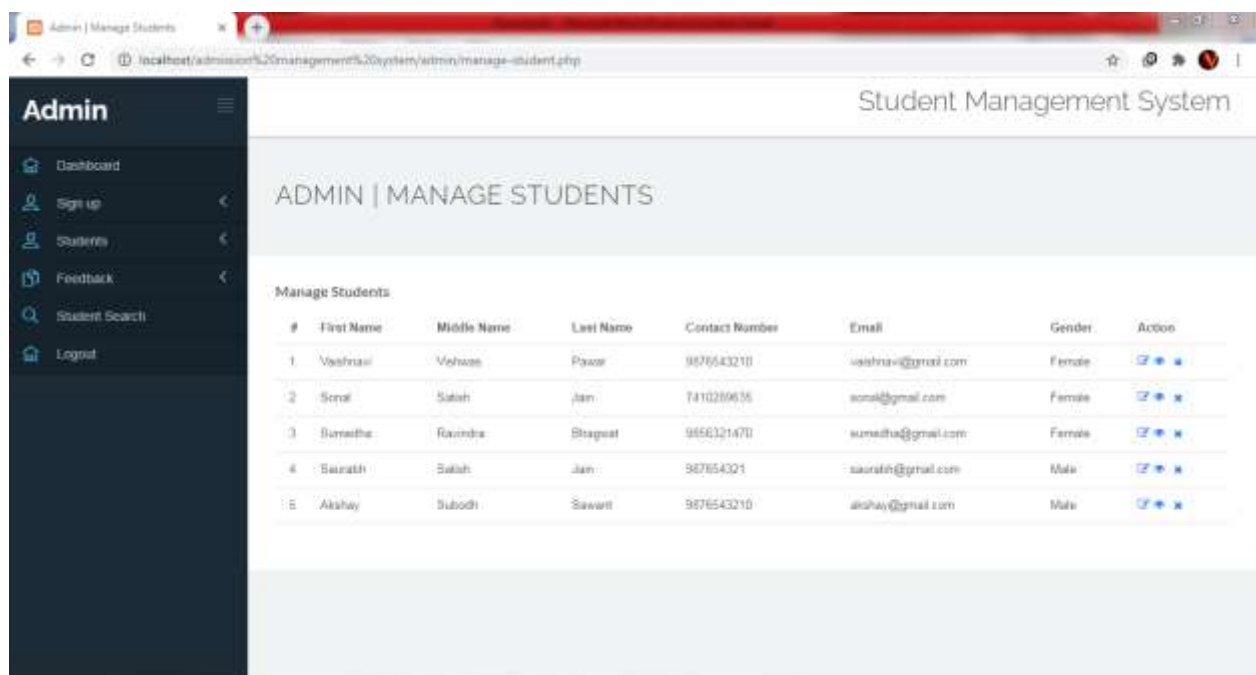 Admin | Manage Students
localhost/admission%20management%20system/admin/manage-student.php
Admin
Student Management System
Dashboard
Sign up
Students
Feedback
Student Search
Logout
ADMIN | MANAGE STUDENTS
Manage Students
# First Name Middle Name Last Name Contact Number Email Gender Action
1. Vaishnavi Vishwas Pawar 9876543210 vaishnavi@gmail.com Female
2. Sonal Satish Jain 7410289635 sonal@gmail.com Female
3. Sumedha Ravindra Bhagwat 9856321470 sumedha@gmail.com Female
4. Saurabh Satish Jain 987654321 saurabh@gmail.com Male
5. Akshay Subodh Sawant 9876543210 akshay@gmail.com Male